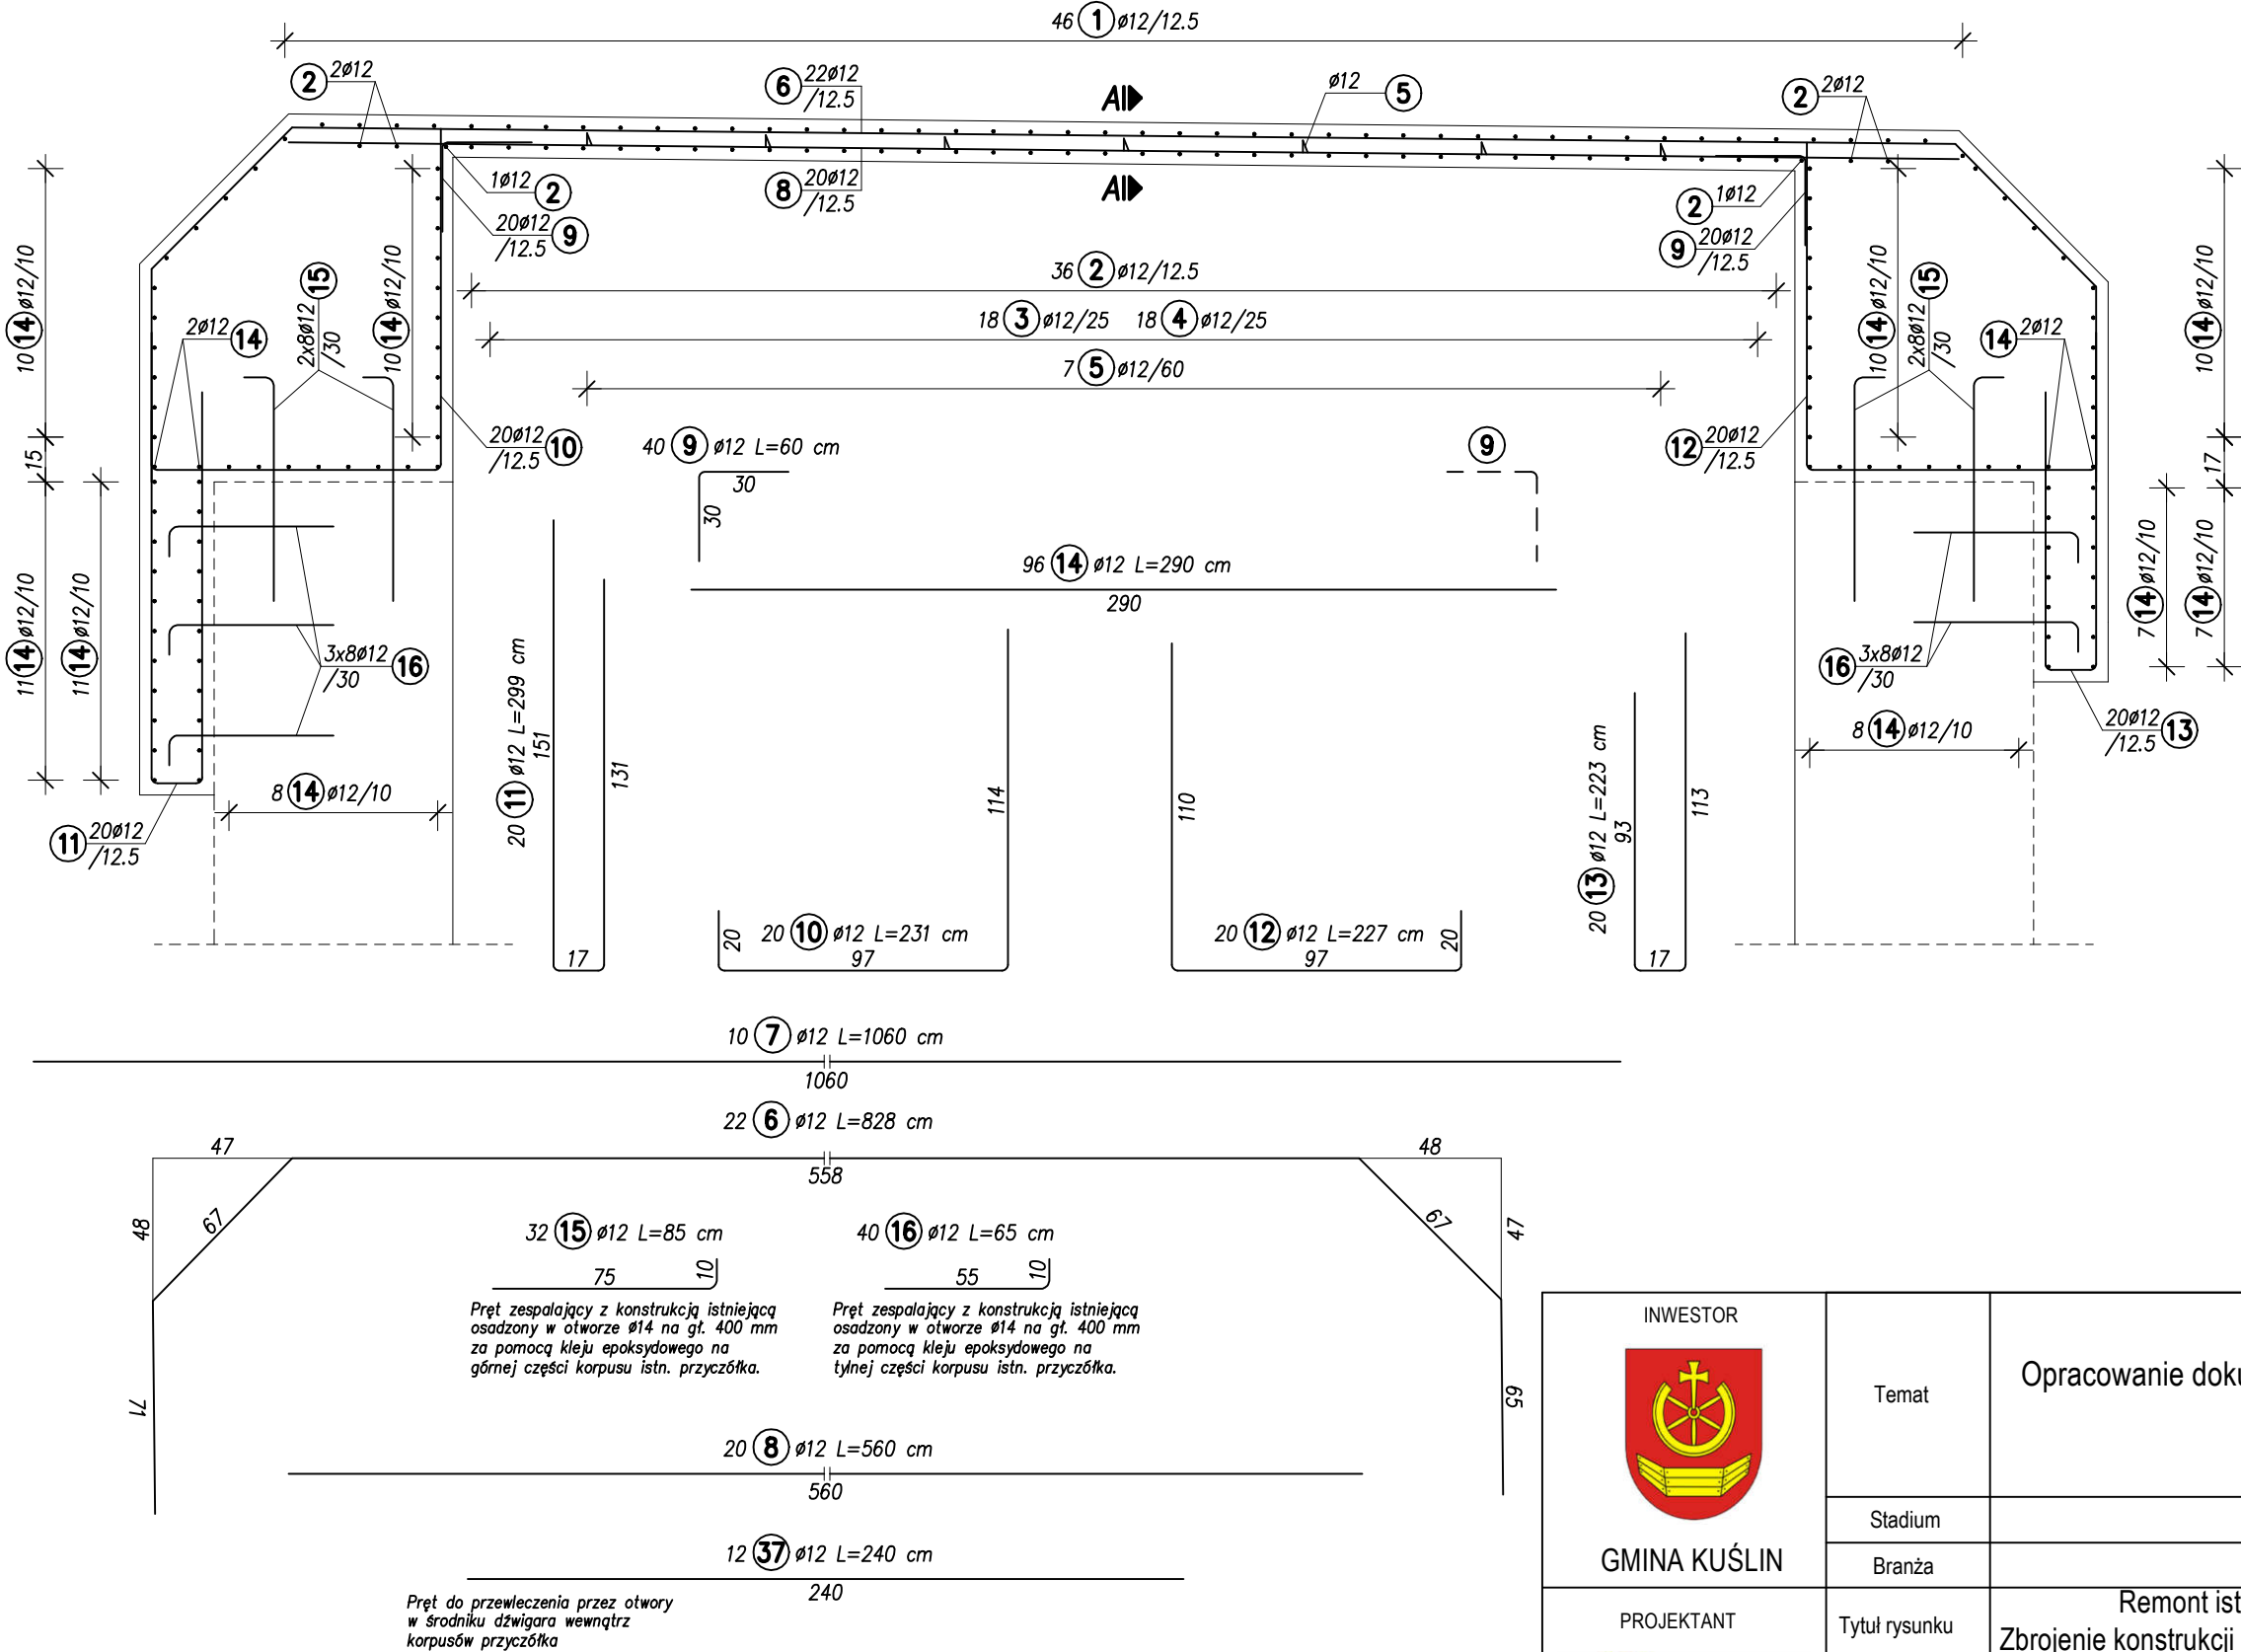 46 1 ø12/12.5
2 2ø12
6 22ø12
/12.5
A
ø12 5
2 2ø12
1ø12 2
8 20ø12
/12.5
A
2 1ø12
20ø12 9
/12.5
9 20ø12
/12.5
36 2 ø12/12.5
18 3 ø12/25 18 4 ø12/25
7 5 ø12/60
10 14 ø12/10
15
11 14 ø12/10
11 14 ø12/10
2ø12 14
2x8ø12 15
/30
10 14 ø12/10
20ø12 10
/12.5
3x8ø12 16
/30
8 14 ø12/10
11 20ø12
/12.5
40 9 ø12 L=60 cm
30
30
9
96 14 ø12 L=290 cm
290
20 11 ø12 L=299 cm
151
131
17
114
20 20 10 ø12 L=231 cm
97
110
20 12 ø12 L=227 cm 20
97
20 13 ø12 L=223 cm
93
113
17
10 14 ø12/10
2x8ø12 15
/30
14 2ø12
12 20ø12
/12.5
10 14 ø12/10
17
7 14 ø12/10
7 14 ø12/10
16 3x8ø12
/30
8 14 ø12/10
20ø12 13
/12.5
10 7 ø12 L=1060 cm
1060
22 6 ø12 L=828 cm
47
558
48
48
67
67
47
71
65
32 15 ø12 L=85 cm
75 10
Pręt zespalający z konstrukcją istniejącą
osadzony w otworze ø14 na gł. 400 mm
za pomocą kleju epoksydowego na
górnej części korpusu istn. przyczółka.
40 16 ø12 L=65 cm
55 10
Pręt zespalający z konstrukcją istniejącą
osadzony w otworze ø14 na gł. 400 mm
za pomocą kleju epoksydowego na
tylnej części korpusu istn. przyczółka.
20 8 ø12 L=560 cm
560
12 37 ø12 L=240 cm
240
Pręt do przewleczenia przez otwory
w środniku dźwigara wewnątrz
korpusów przyczółka
INWESTOR
GMINA KUŚLIN
PROJEKTANT
Temat
Opracowanie doku
Stadium
Branża
Tytuł rysunku
Remont ist
Zbrojenie konstrukcji